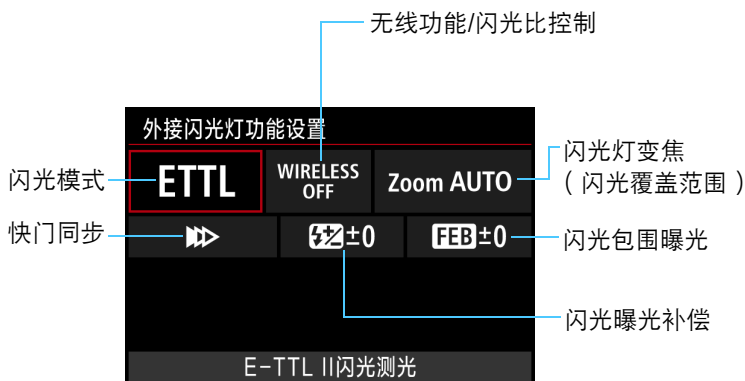 无线功能/闪光比控制
外接闪光灯功能设置
闪光模式
ETTL
WIRELESS
OFF
Zoom AUTO
闪光灯变焦
（闪光覆盖范围）
快门同步
±0
FEB±0
闪光包围曝光
闪光曝光补偿
E-TTL II闪光测光